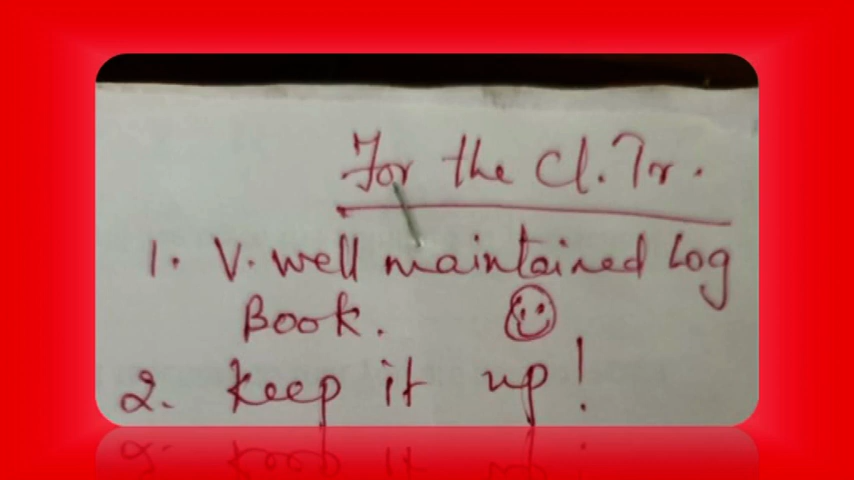 For the Cl. Tr.
1. V. well maintained Log
Book.
2. Keep it up!